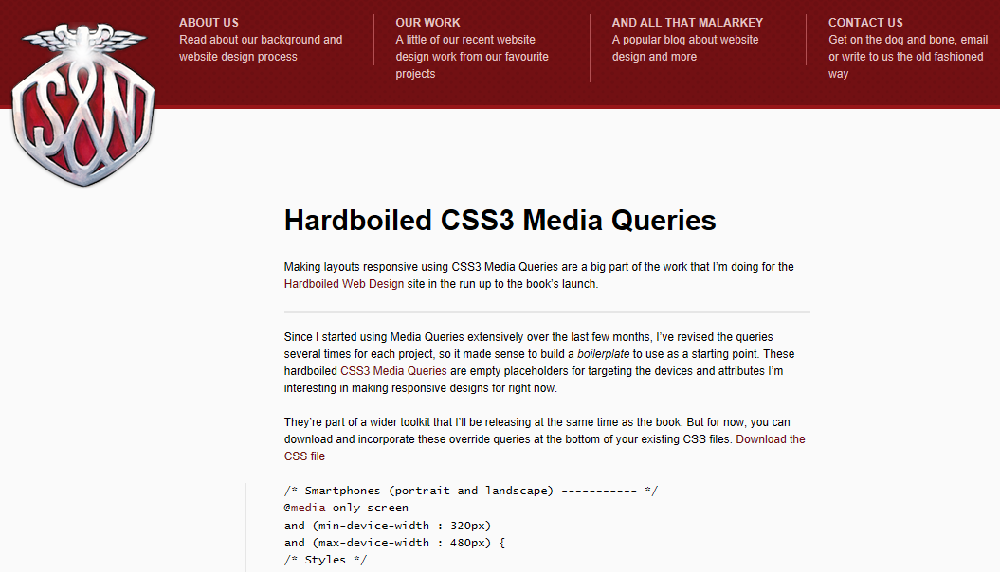 S&N
ABOUT US
Read about our background and
website design process
OUR WORK
A little of our recent website
design work from our favourite
projects
AND ALL THAT MALARKEY
A popular blog about website
design and more
CONTACT US
Get on the dog and bone, email
or write to us the old fashioned
way
Hardboiled CSS3 Media Queries
Making layouts responsive using CSS3 Media Queries are a big part of the work that I’m doing for the
Hardboiled Web Design site in the run up to the book’s launch.
Since I started using Media Queries extensively over the last few months, I’ve revised the queries
several times for each project, so it made sense to build a boilerplate to use as a starting point. These
hardboiled CSS3 Media Queries are empty placeholders for targeting the devices and attributes I’m
interesting in making responsive designs for right now.
They’re part of a wider toolkit that I’ll be releasing at the same time as the book. But for now, you can
download and incorporate these override queries at the bottom of your existing CSS files. Download the
CSS file
/* Smartphones (portrait and landscape) ----------- */
@media only screen
and (min-device-width : 320px)
and (max-device-width : 480px) {
/* Styles */